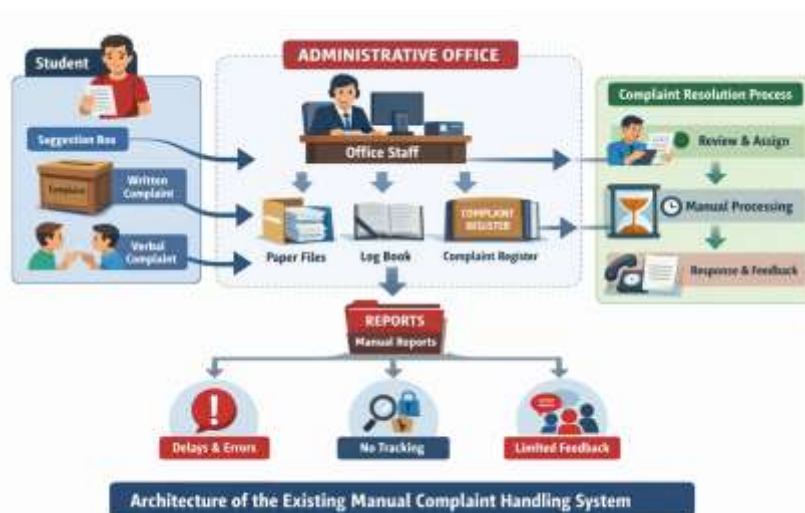 Student
Suggestion Box
Complaint
Written
Complaint
Verbal
Complaint
ADMINISTRATIVE OFFICE
Office Staff
COMPLAINT
REGISTER
Paper Files
Log Book
Complaint Register
Complaint Resolution Process
Review & Assign
Manual Processing
Response & Feedback
REPORTS
Manual Reports
Delays & Errors
No Tracking
Limited Feedback
Architecture of the Existing Manual Complaint Handling System